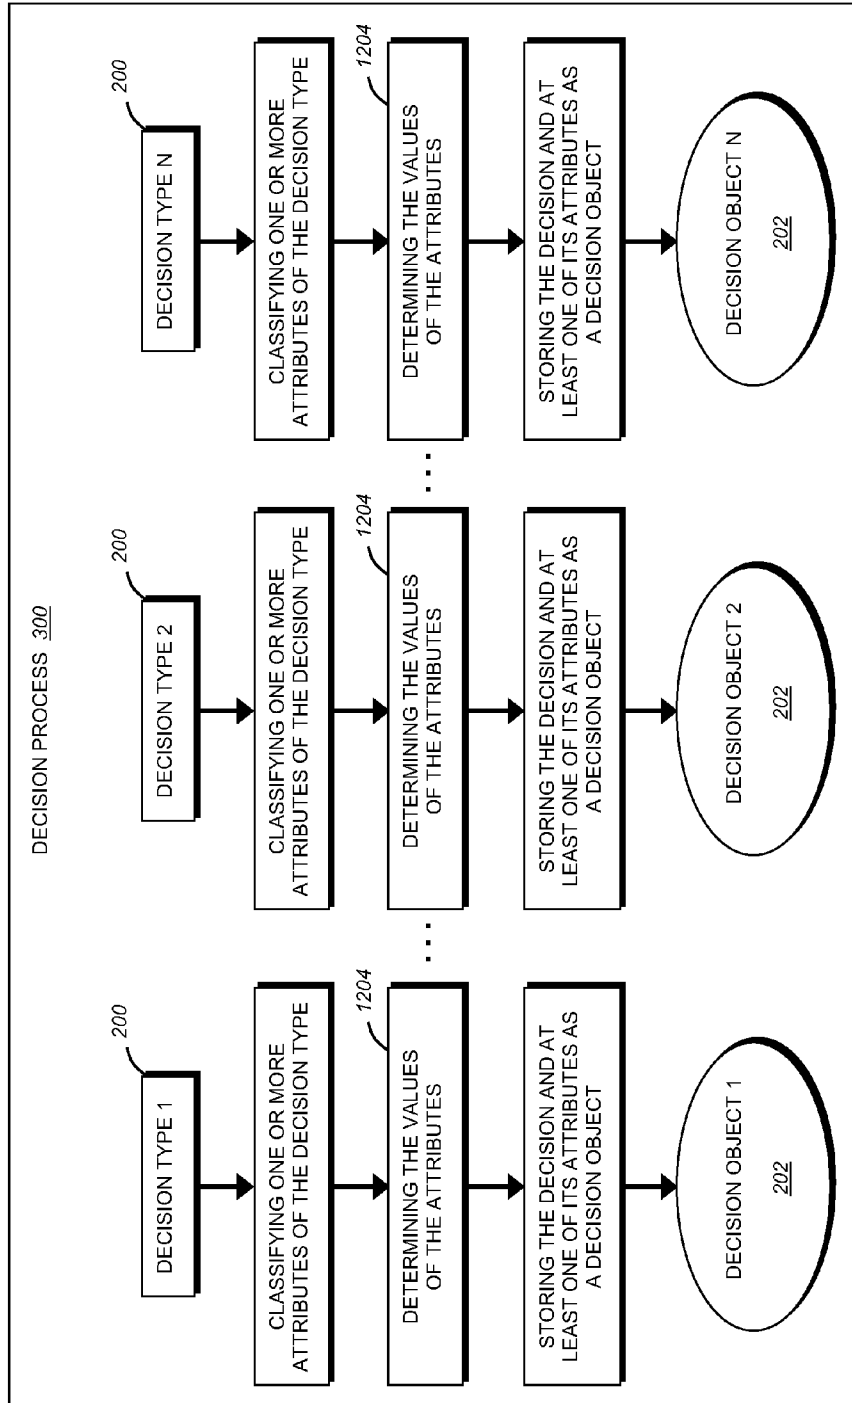 DECISION PROCESS 300
200
DECISION TYPE 1
CLASSIFYING ONE OR MORE
ATTRIBUTES OF THE DECISION TYPE
1204
DETERMINING THE VALUES
OF THE ATTRIBUTES
STORING THE DECISION AND AT
LEAST ONE OF ITS ATTRIBUTES AS
A DECISION OBJECT
DECISION OBJECT 1
202
...
200
DECISION TYPE 2
CLASSIFYING ONE OR MORE
ATTRIBUTES OF THE DECISION TYPE
1204
DETERMINING THE VALUES
OF THE ATTRIBUTES
STORING THE DECISION AND AT
LEAST ONE OF ITS ATTRIBUTES AS
A DECISION OBJECT
DECISION OBJECT 2
202
...
200
DECISION TYPE N
CLASSIFYING ONE OR MORE
ATTRIBUTES OF THE DECISION TYPE
1204
DETERMINING THE VALUES
OF THE ATTRIBUTES
STORING THE DECISION AND AT
LEAST ONE OF ITS ATTRIBUTES AS
A DECISION OBJECT
DECISION OBJECT N
202